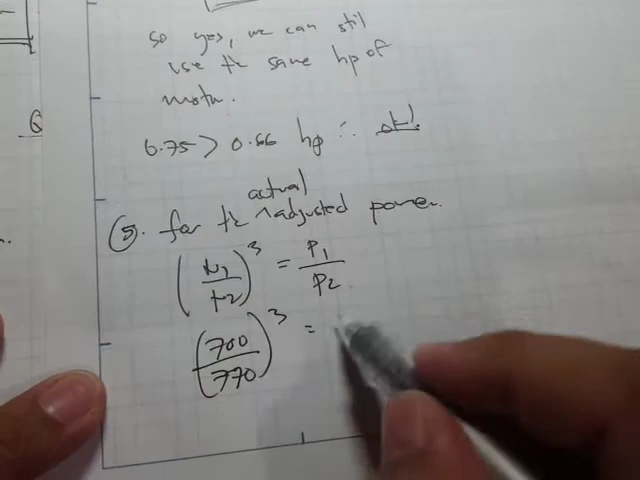 so yes, we can still
use the same hp of
motor.
6.75 > 0.66 hp ∴ ok!
actual
5. for the ^adjusted power.
(N1/N2)^3 = P1/P2
(700/770)^3 =
Q